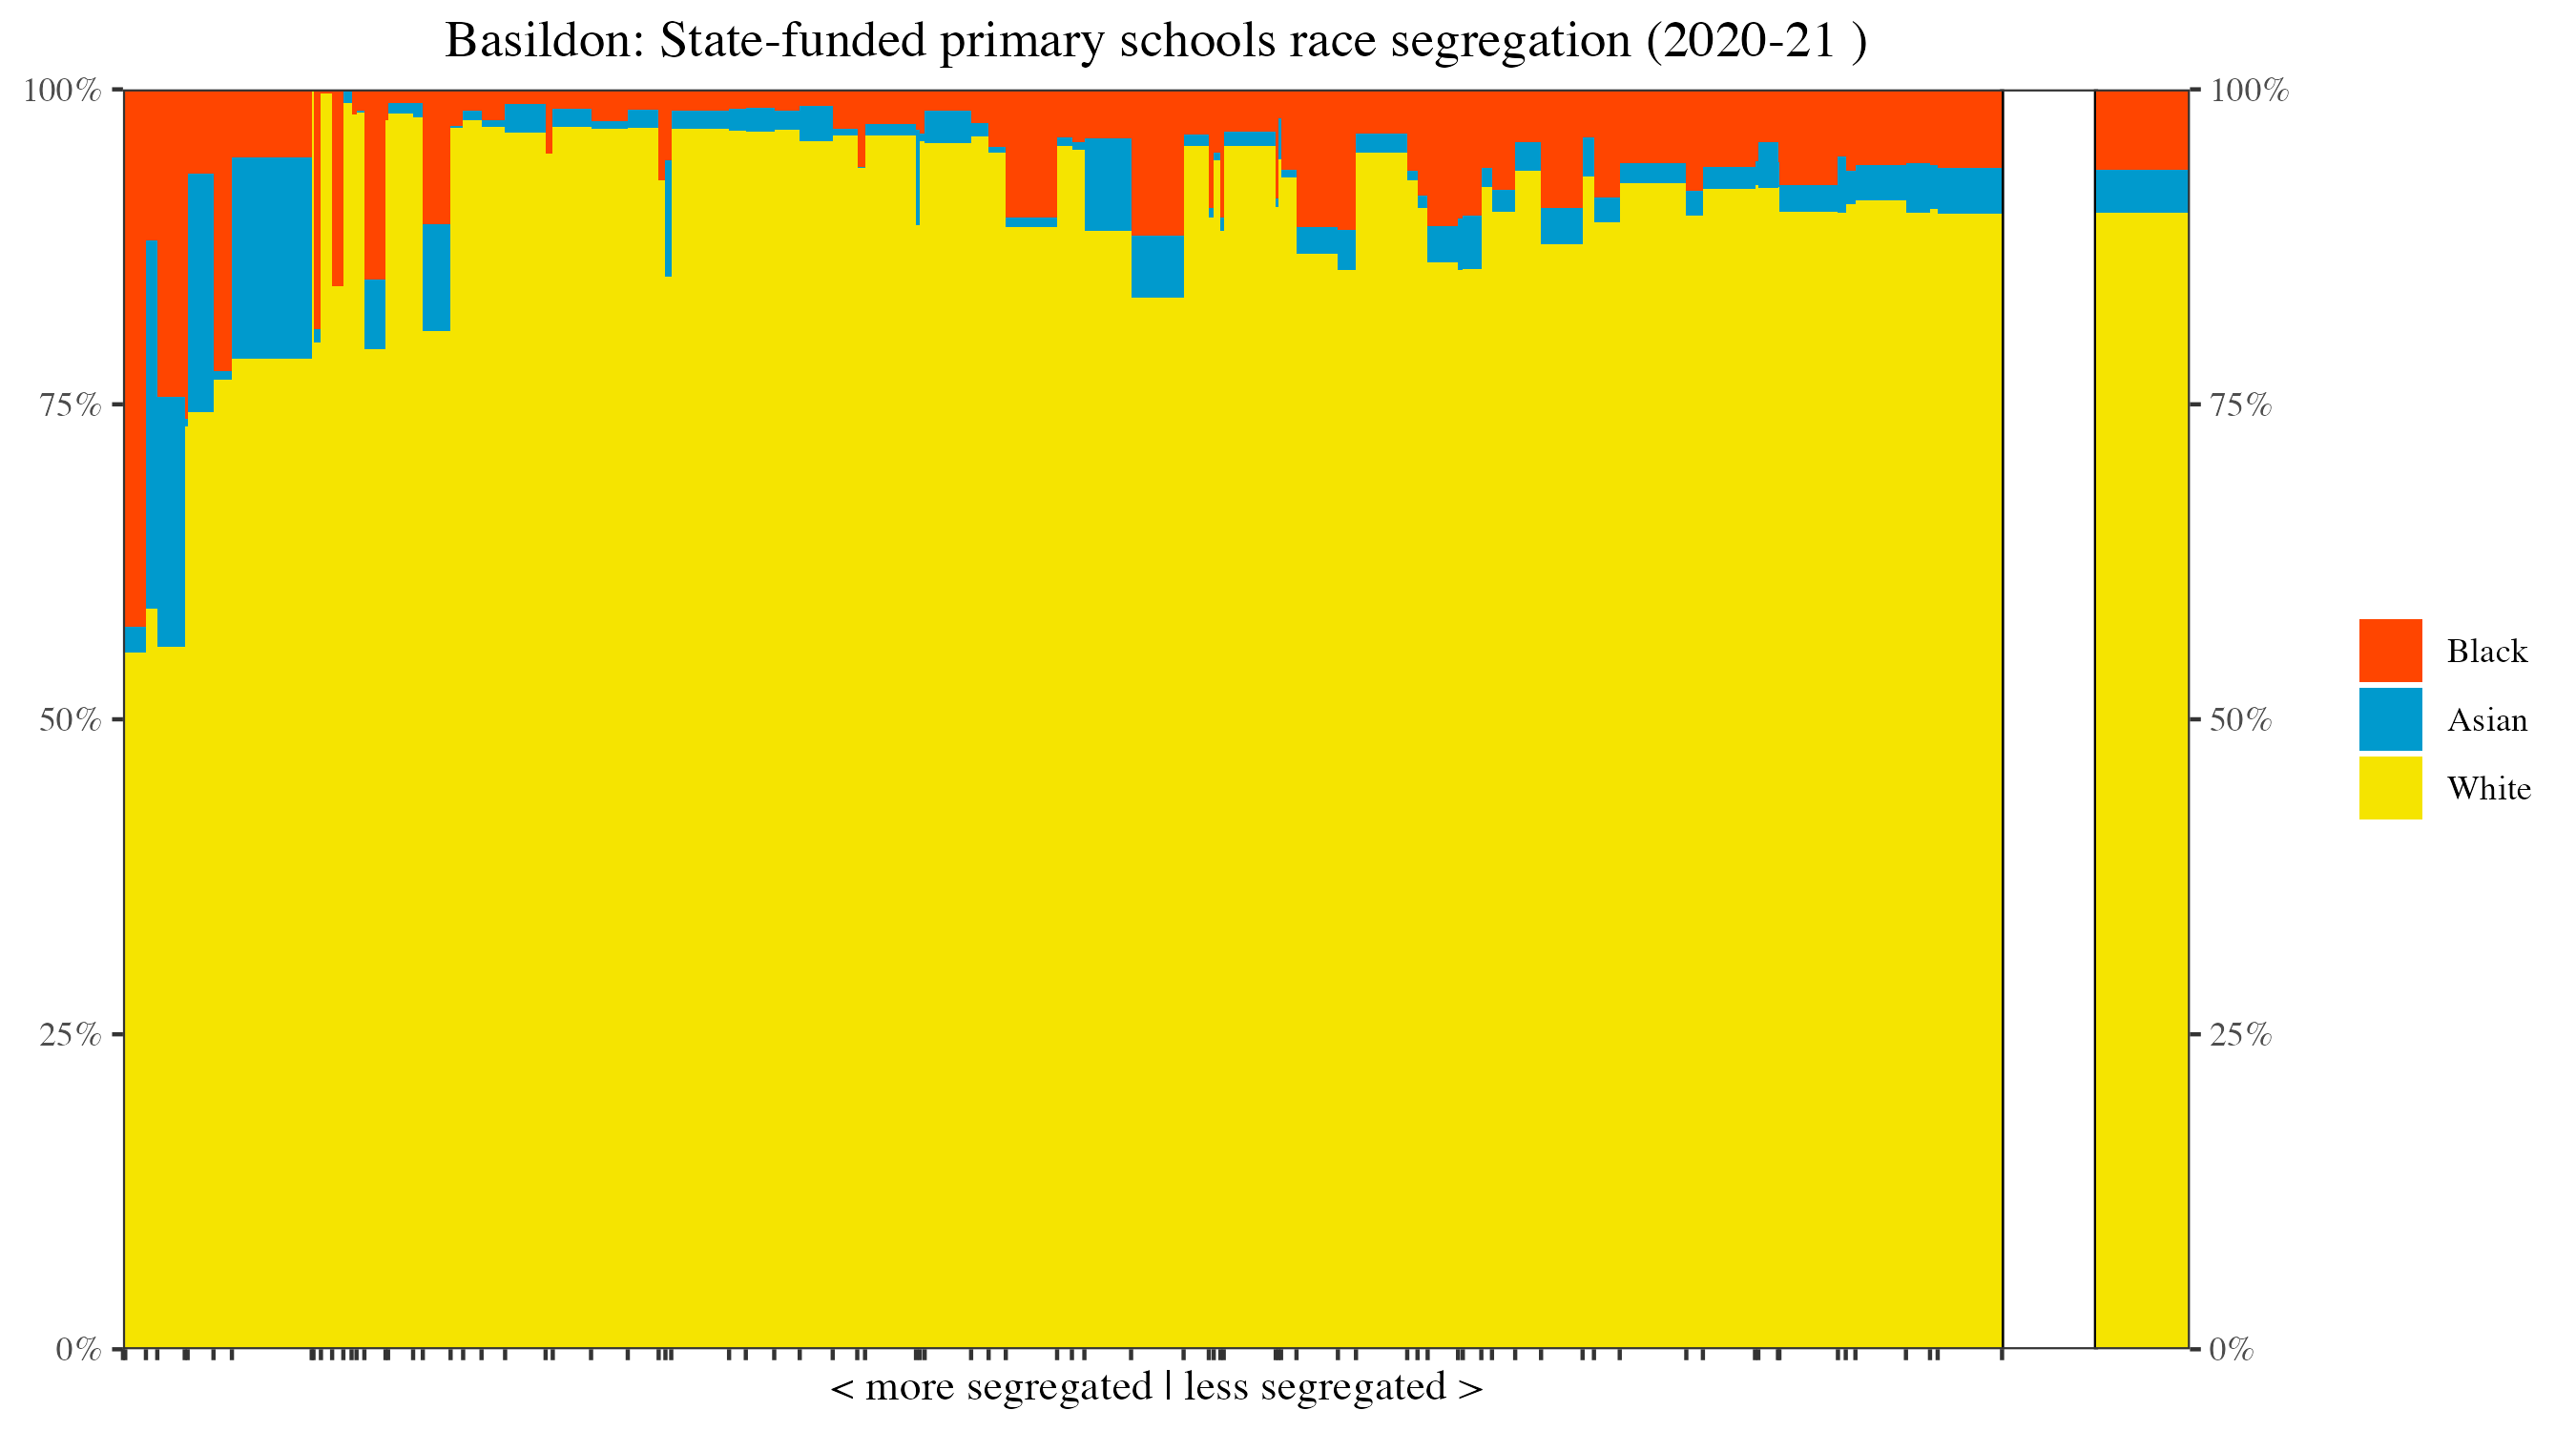 Basildon: State-funded primary schools race segregation (2020-21 )
100%
75%
50%
25%
0%
100%
75%
50%
25%
0%
Black
Asian
White
< more segregated | less segregated >